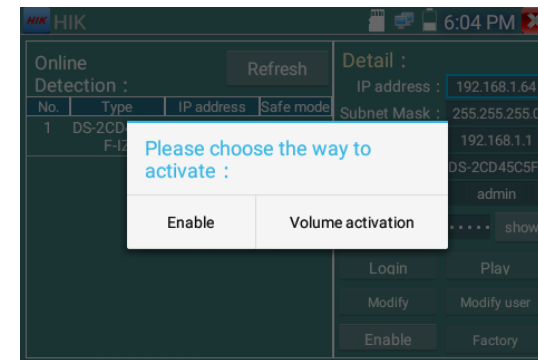 HIK HIK 6:04 PM
Online
Detection :
Refresh
No. Type IP address Safe mode
1 DS-2CD-
F-IZ
Please choose the way to
activate :
Enable Volume activation
Detail :
IP address : 192.168.1.64
Subnet Mask : 255.255.255.0
192.168.1.1
DS-2CD45C5F
admin
..... show
Login Play
Modify Modify user
Enable Factory